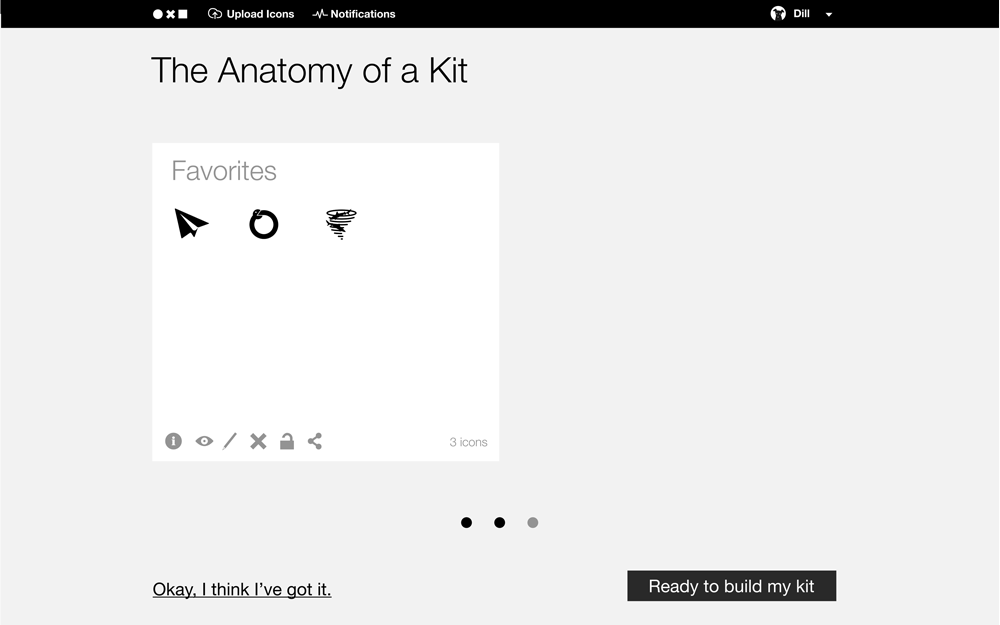 Upload Icons
Notifications
Dill
The Anatomy of a Kit
Favorites
3 icons
Okay, I think I’ve got it.
Ready to build my kit